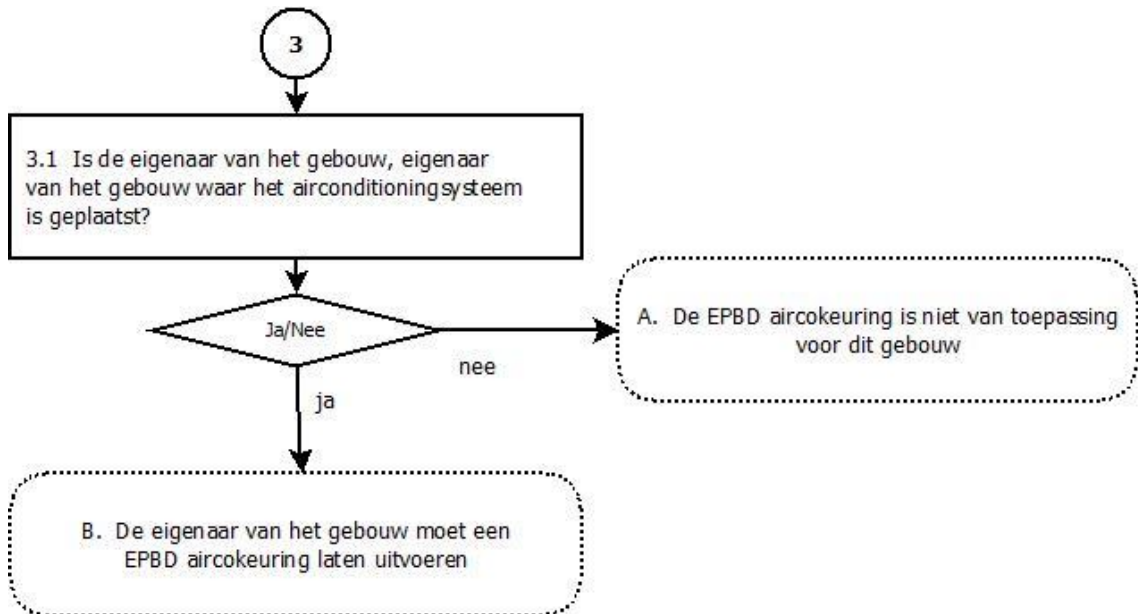 3
3.1 Is de eigenaar van het gebouw, eigenaar
van het gebouw waar het airconditioningsysteem
is geplaatst?
Ja/Nee
nee
A. De EPBD aircokeuring is niet van toepassing
voor dit gebouw
ja
B. De eigenaar van het gebouw moet een
EPBD aircokeuring laten uitvoeren